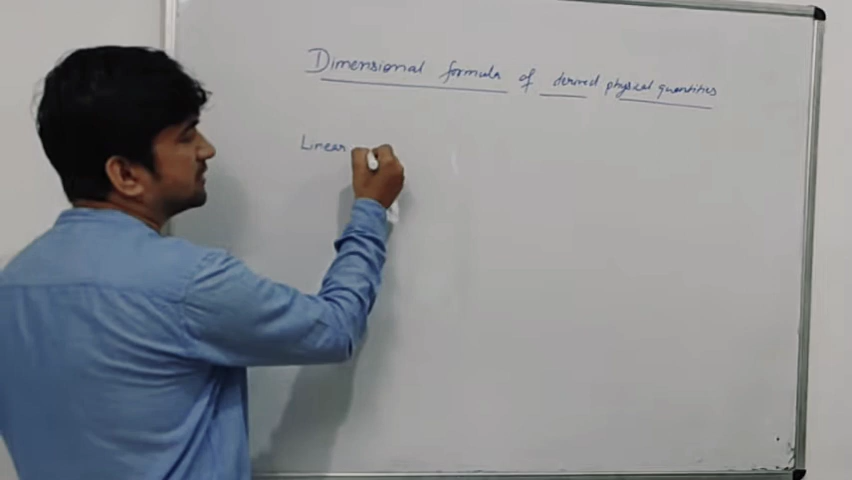 Dimensional formula of derived physical quantities
Linear